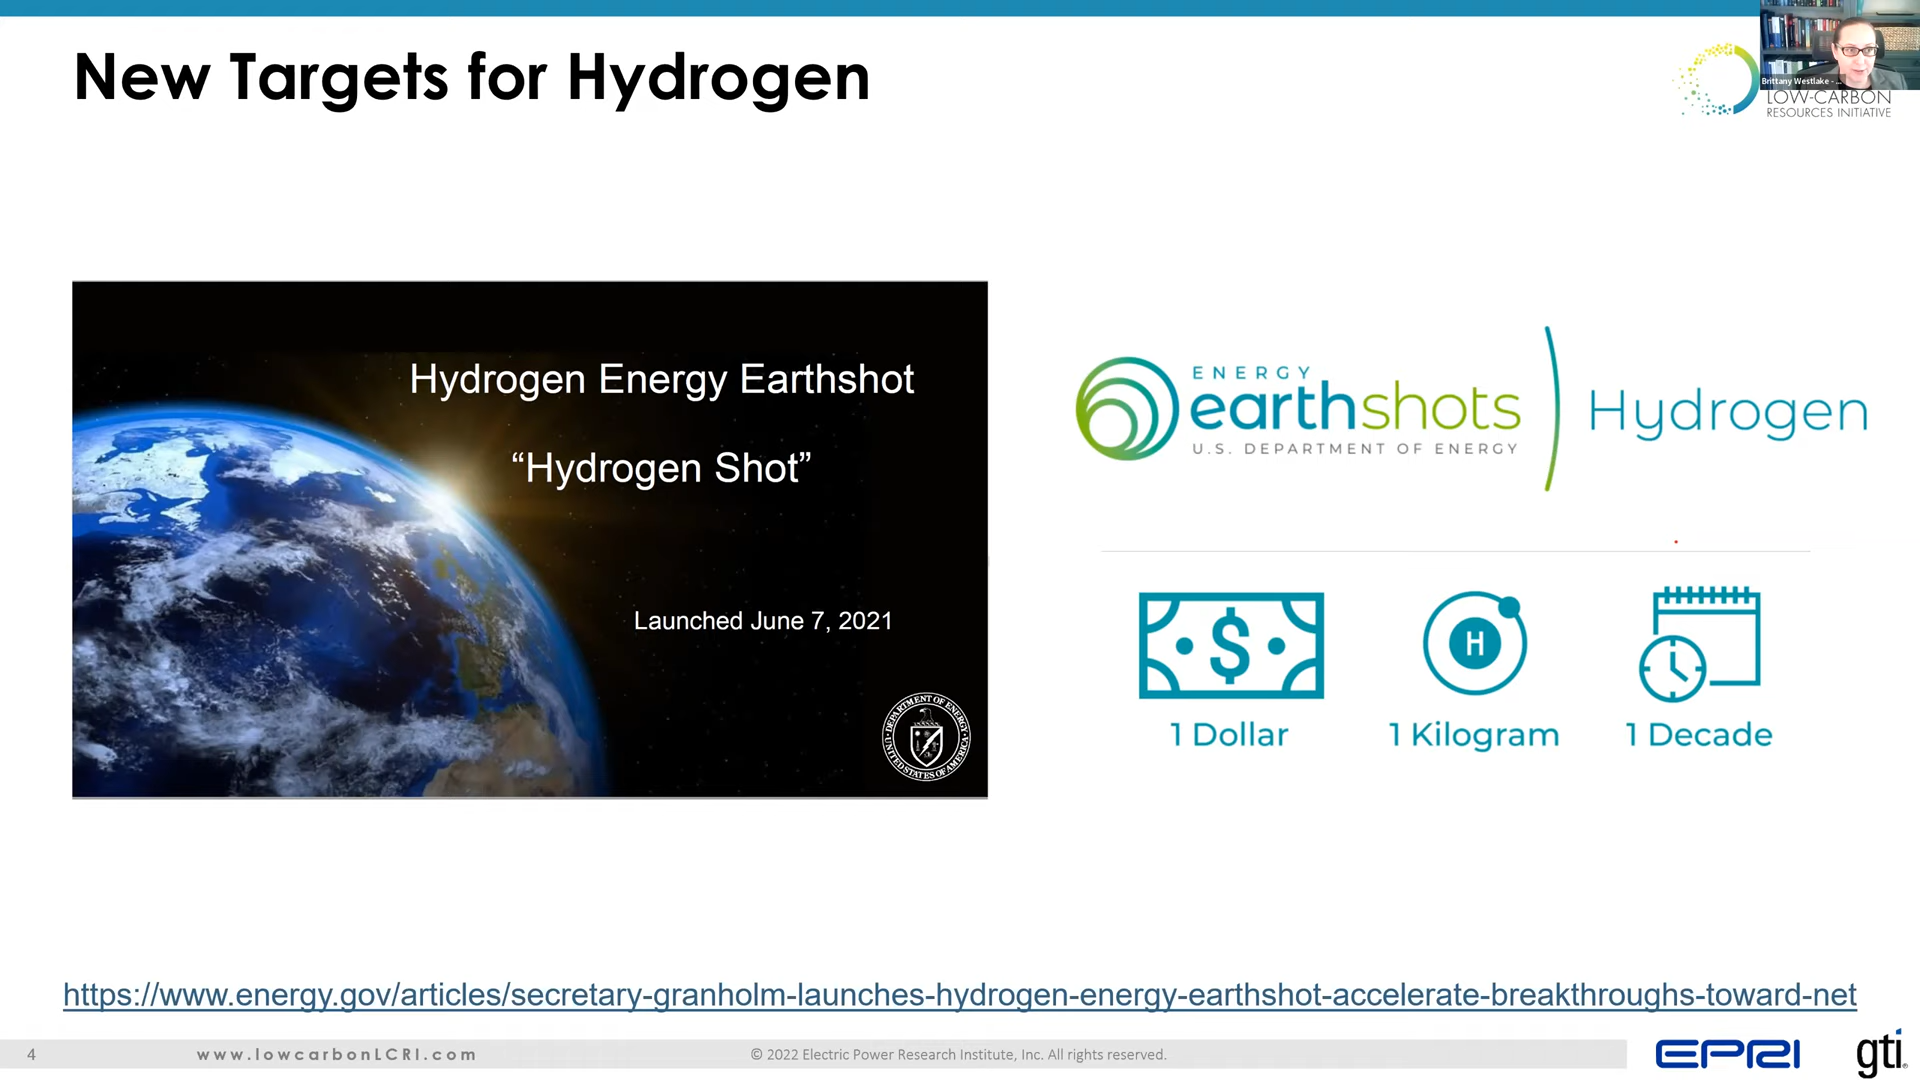 New Targets for Hydrogen
Brittany Westlake - ...
LOW-CARBON
RESOURCES INITIATIVE
Hydrogen Energy Earthshot
“Hydrogen Shot”
Launched June 7, 2021
DEPARTMENT OF ENERGY
UNITED STATES OF AMERICA
ENERGY
earthshots
U.S. DEPARTMENT OF ENERGY
Hydrogen
$
H
1 Dollar
1 Kilogram
1 Decade
https://www.energy.gov/articles/secretary-granholm-launches-hydrogen-energy-earthshot-accelerate-breakthroughs-toward-net
4
www.lowcarbonLCRI.com
© 2022 Electric Power Research Institute, Inc. All rights reserved.
EPRI
gti®